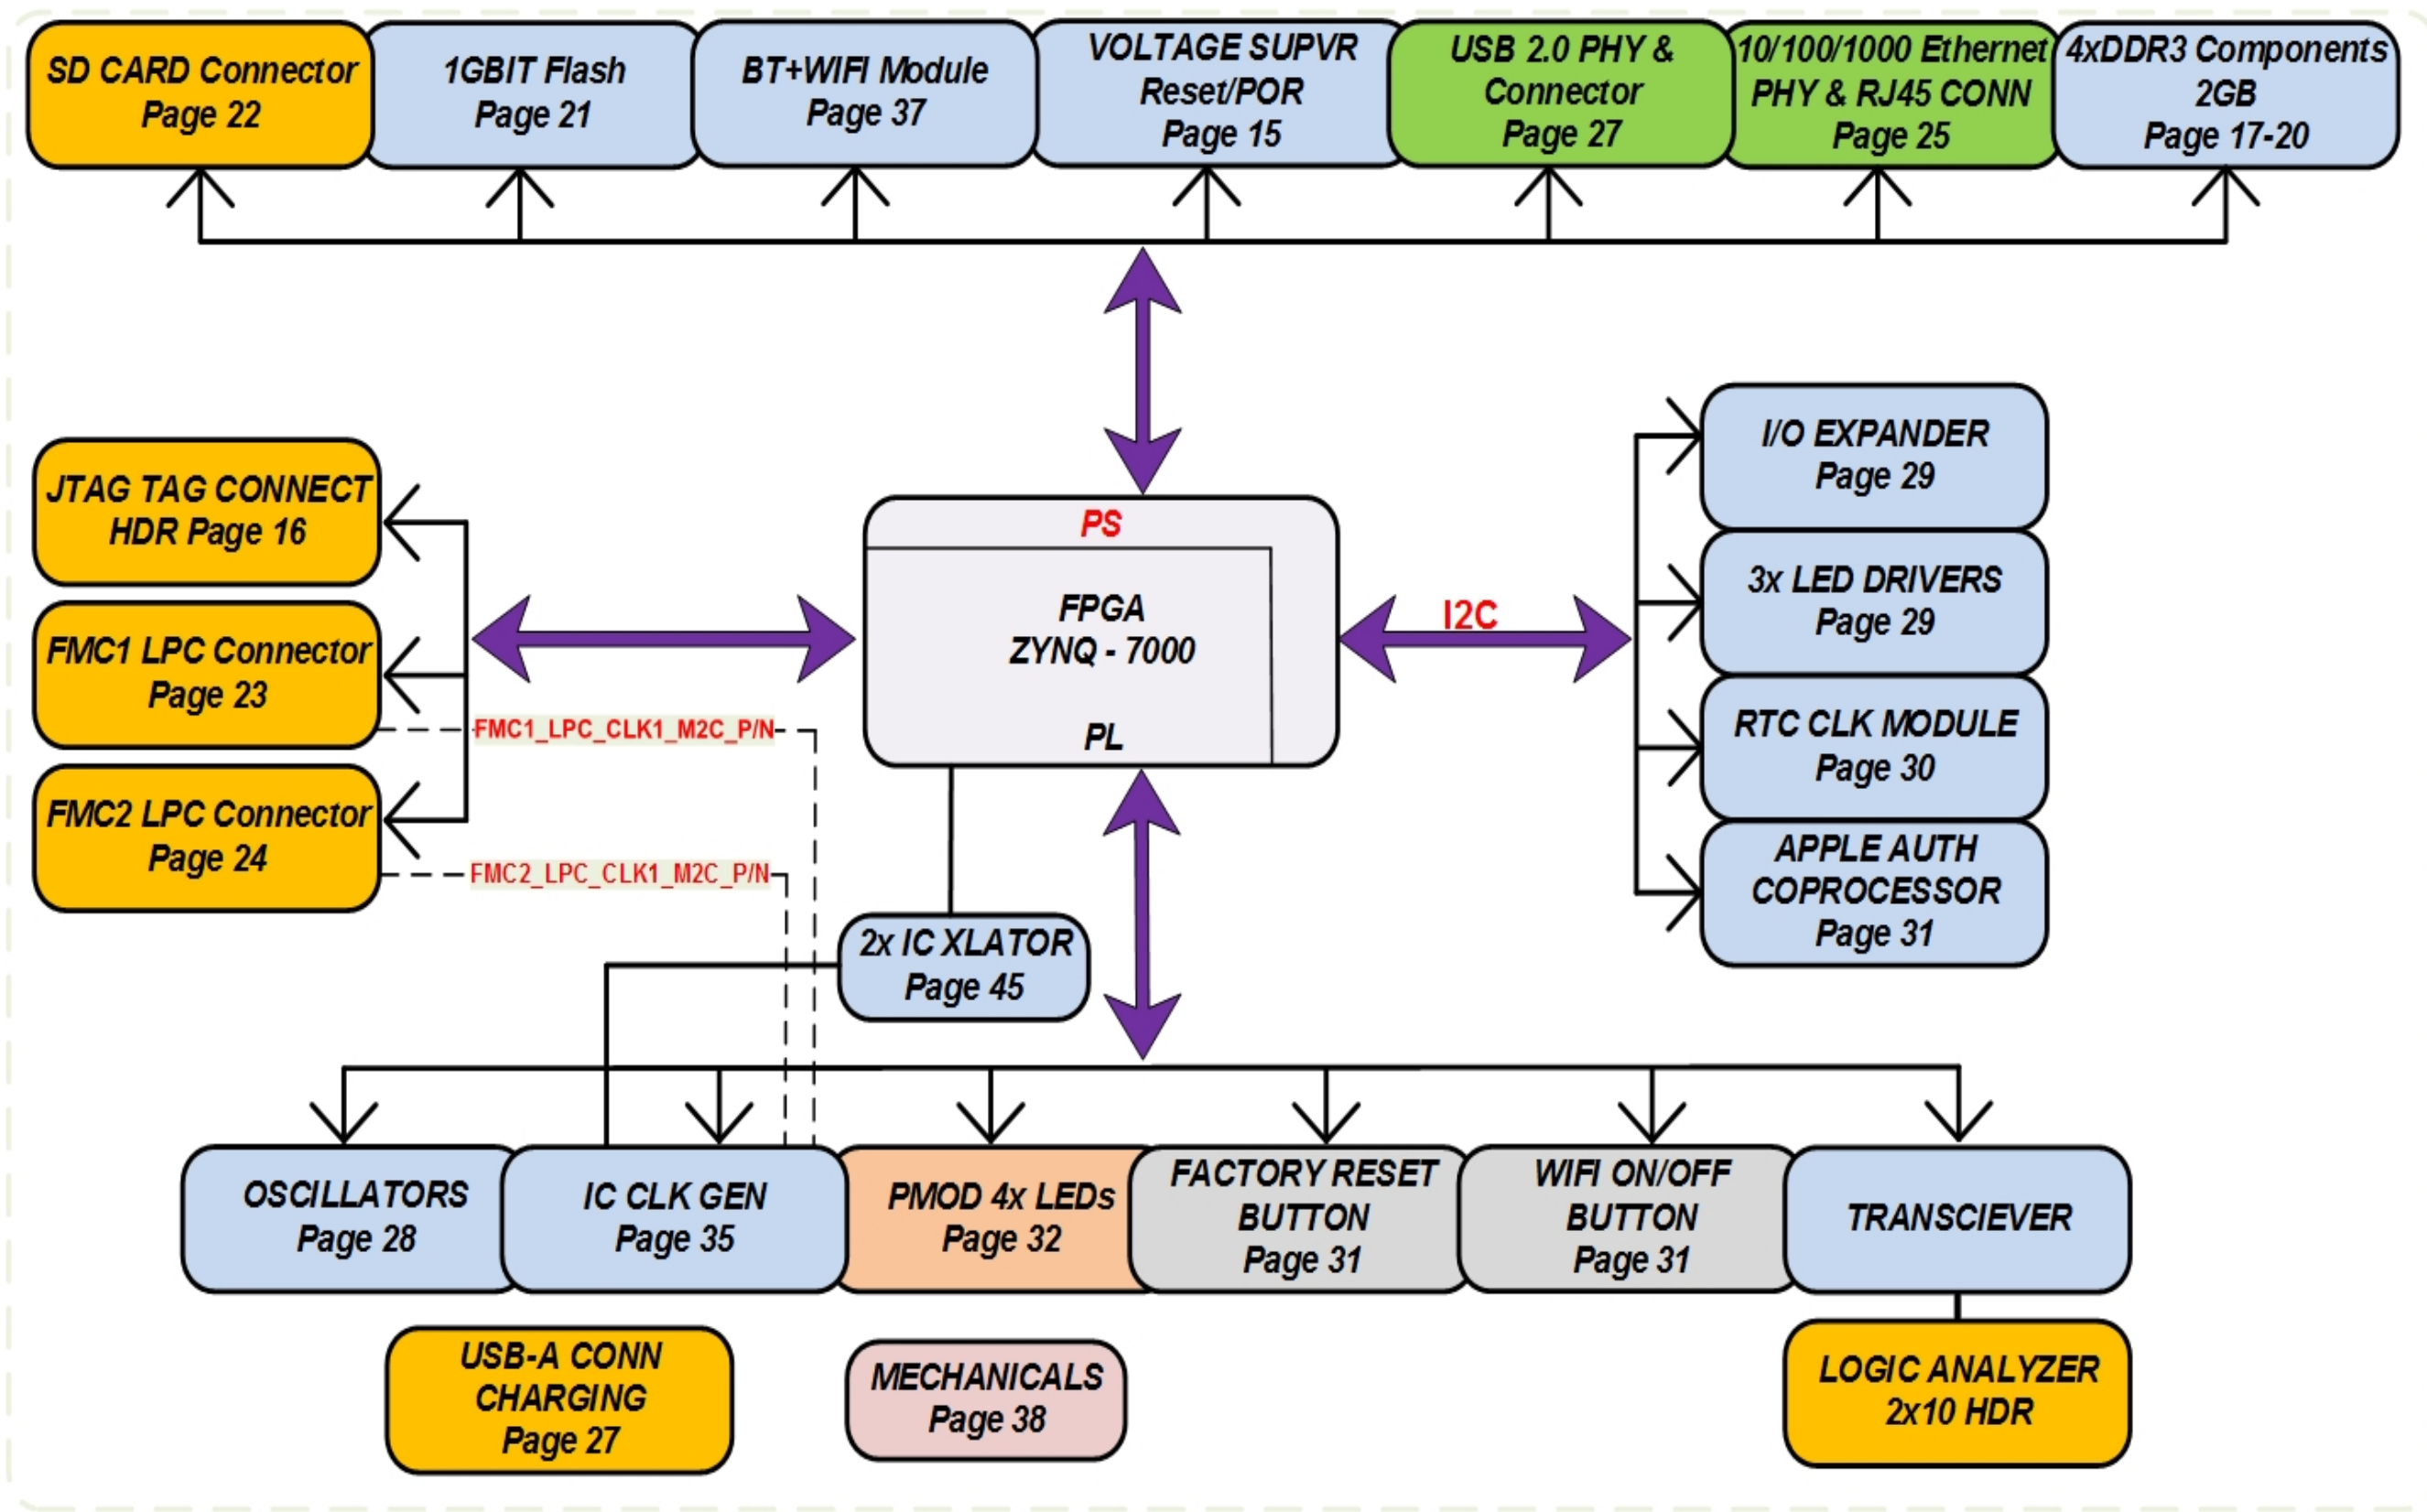 SD CARD Connector
Page 22
1GBIT Flash
Page 21
BT+WIFI Module
Page 37
VOLTAGE SUPVR
Reset/POR
Page 15
USB 2.0 PHY &
Connector
Page 27
10/100/1000 Ethernet
PHY & RJ45 CONN
Page 25
4xDDR3 Components
2GB
Page 17-20
JTAG TAG CONNECT
HDR Page 16
FMC1 LPC Connector
Page 23
FMC2 LPC Connector
Page 24
FMC1_LPC_CLK1_M2C_P/N
FMC2_LPC_CLK1_M2C_P/N
PS
FPGA
ZYNQ - 7000
PL
I2C
I/O EXPANDER
Page 29
3x LED DRIVERS
Page 29
RTC CLK MODULE
Page 30
APPLE AUTH
COPROCESSOR
Page 31
2x IC XLATOR
Page 45
OSCILLATORS
Page 28
IC CLK GEN
Page 35
PMOD 4x LEDs
Page 32
FACTORY RESET
BUTTON
Page 31
WIFI ON/OFF
BUTTON
Page 31
TRANSCIEVER
USB-A CONN
CHARGING
Page 27
MECHANICALS
Page 38
LOGIC ANALYZER
2x10 HDR